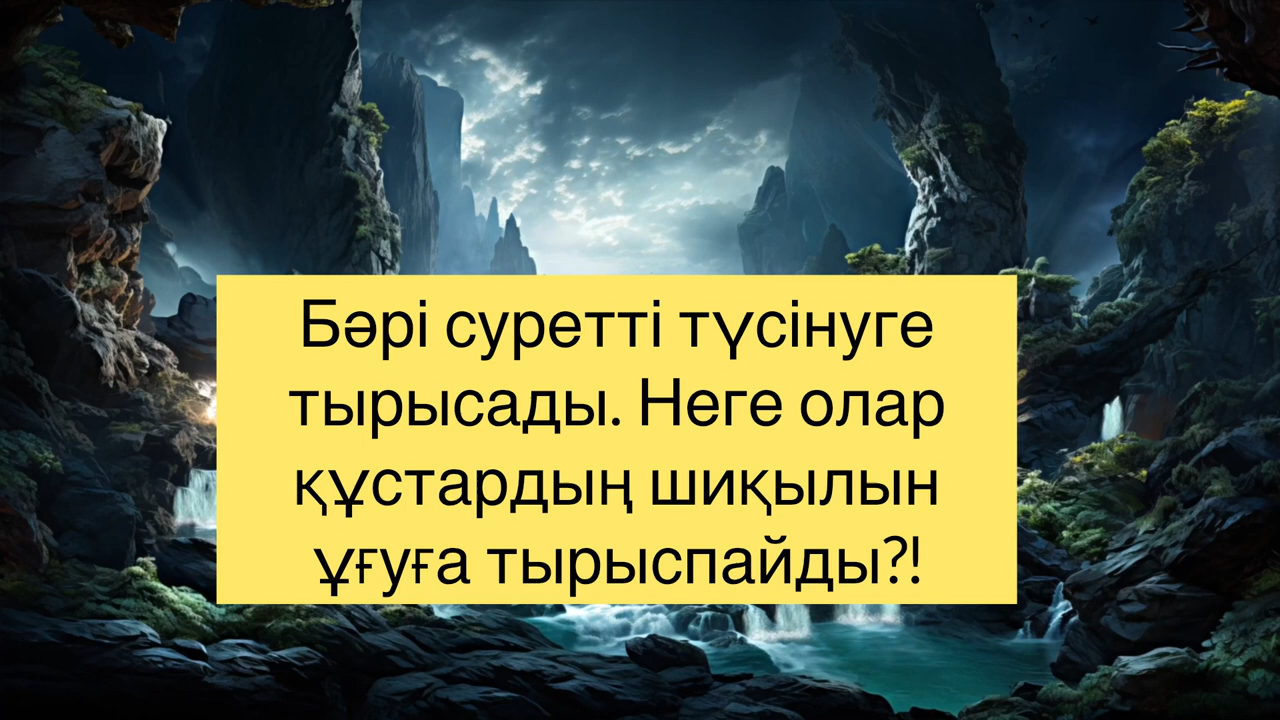 Бәрі суретті түсінуге
тырысады. Неге олар
құстардың шиқылын
ұғуға тырыспайды?!